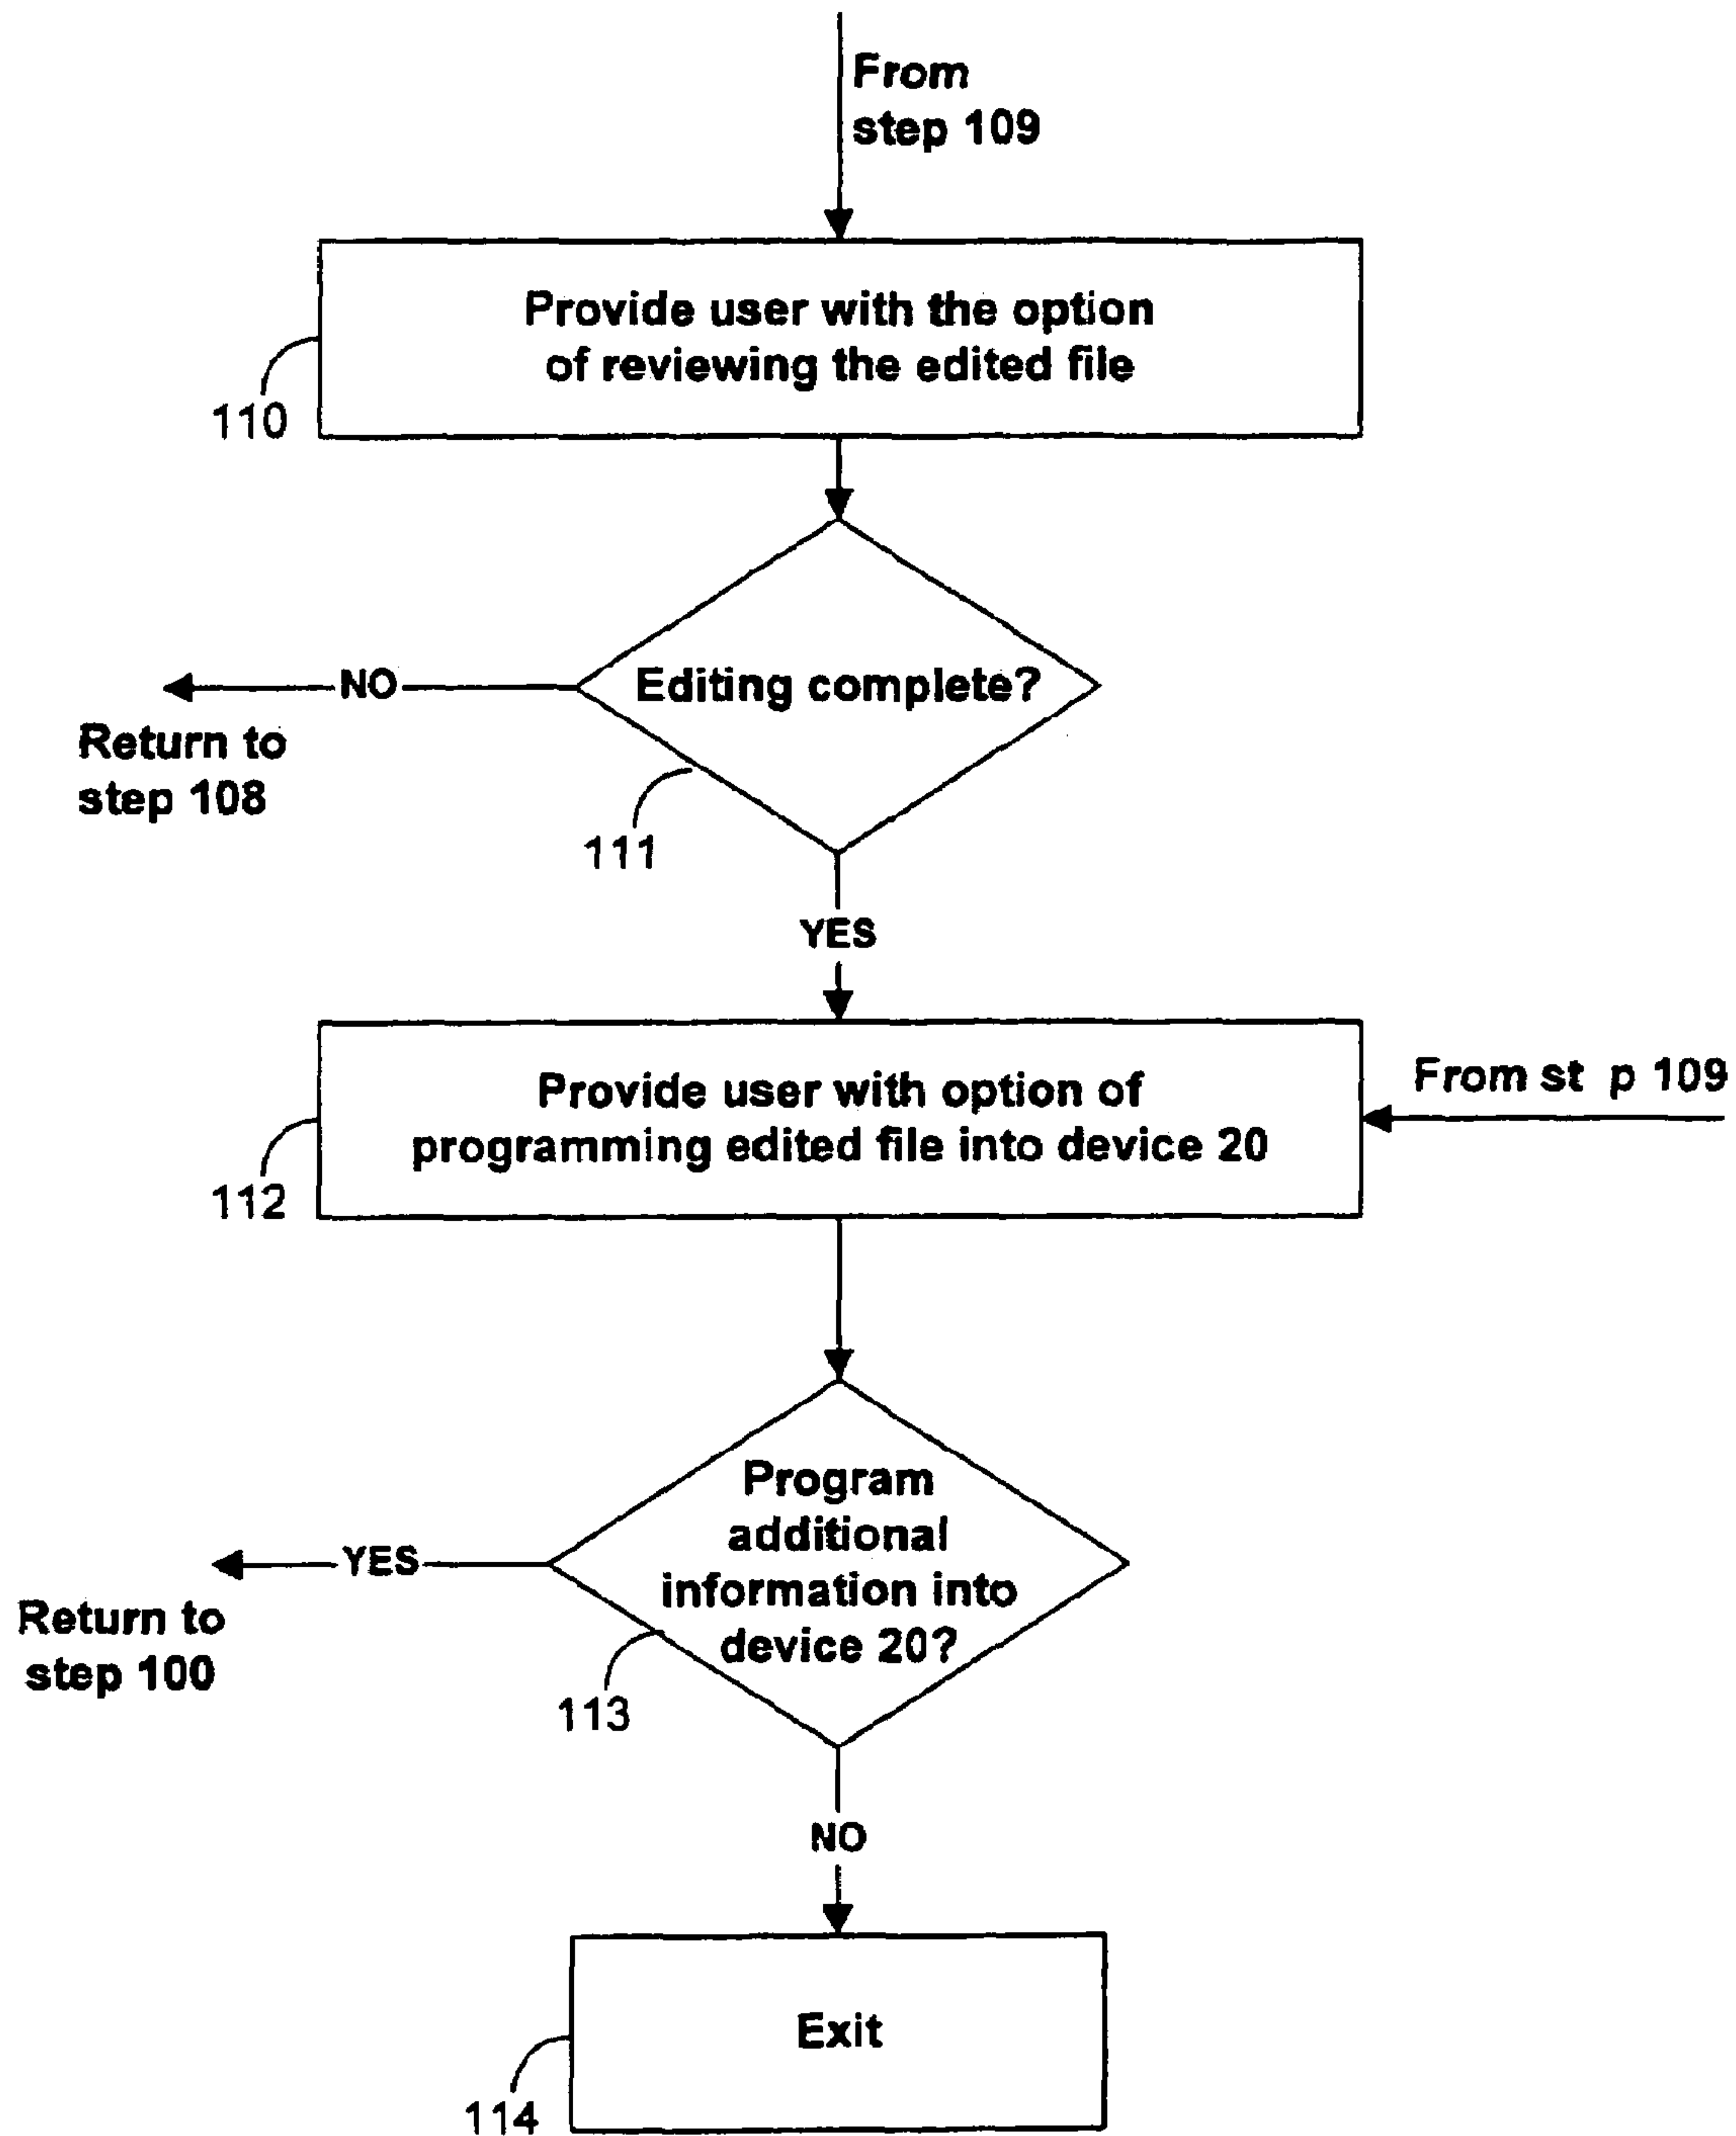 From
step 109
Provide user with the option
of reviewing the edited file
110
Editing complete?
NO
Return to
step 108
111
YES
Provide user with option of
programming edited file into device 20
From st p 109
112
Program
additional
information into
device 20?
YES
Return to
step 100
113
NO
Exit
114